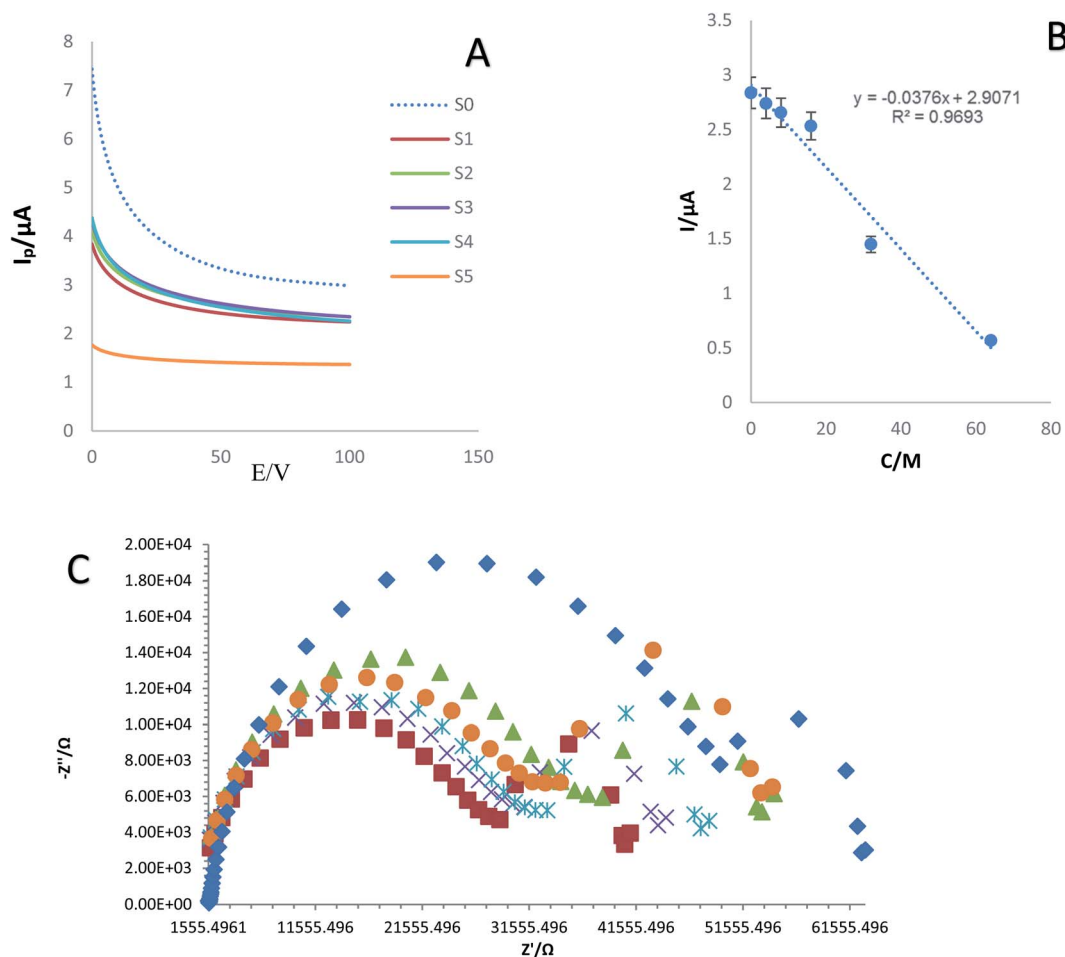 A
8
7
6
5
4
3
2
1
0
I_p/µA
0 50 100 150
E/V
S0
S1
S2
S3
S4
S5
B
3.5
3
2.5
2
1.5
1
0.5
0
I/µA
y = -0.0376x + 2.9071
R² = 0.9693
0 20 40 60 80
C/M
C
2.00E+04
1.80E+04
1.60E+04
1.40E+04
1.20E+04
1.00E+04
8.00E+03
6.00E+03
4.00E+03
2.00E+03
0.00E+00
-Z''/Ω
1555.4961 11555.496 21555.496 31555.496 41555.496 51555.496 61555.496
Z'/Ω